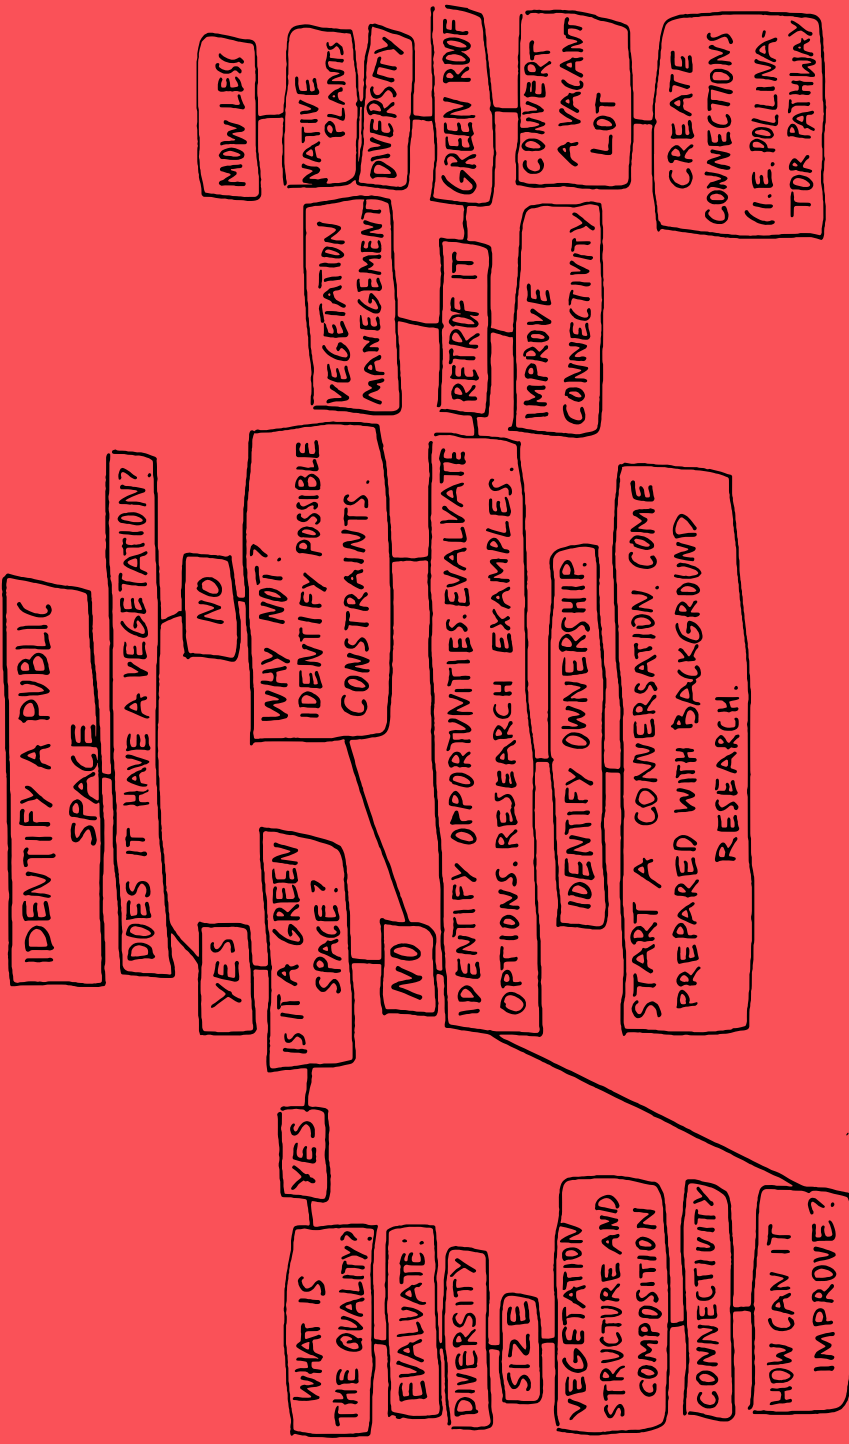 IDENTIFY A PUBLIC
SPACE
DOES IT HAVE A VEGETATION?
YES
NO
IS IT A GREEN
SPACE?
WHY NOT?
IDENTIFY POSSIBLE
CONSTRAINTS.
YES
NO
WHAT IS
THE QUALITY?
EVALUATE:
DIVERSITY
SIZE
VEGETATION
STRUCTURE AND
COMPOSITION
CONNECTIVITY
HOW CAN IT
IMPROVE?
IDENTIFY OPPORTUNITIES. EVALVATE
OPTIONS. RESEARCH EXAMPLES.
IDENTIFY OWNERSHIP.
START A CONVERSATION. COME
PREPARED WITH BACKGROUND
RESEARCH.
VEGETATION
MANEGEMENT
RETROF IT
IMPROVE
CONNECTIVITY
MOW LESS
NATIVE
PLANTS
DIVERSITY
GREEN ROOF
CONVERT
A VACANT
LOT
CREATE
CONNECTIONS
(I.E. POLLINA-
TOR PATHWAY